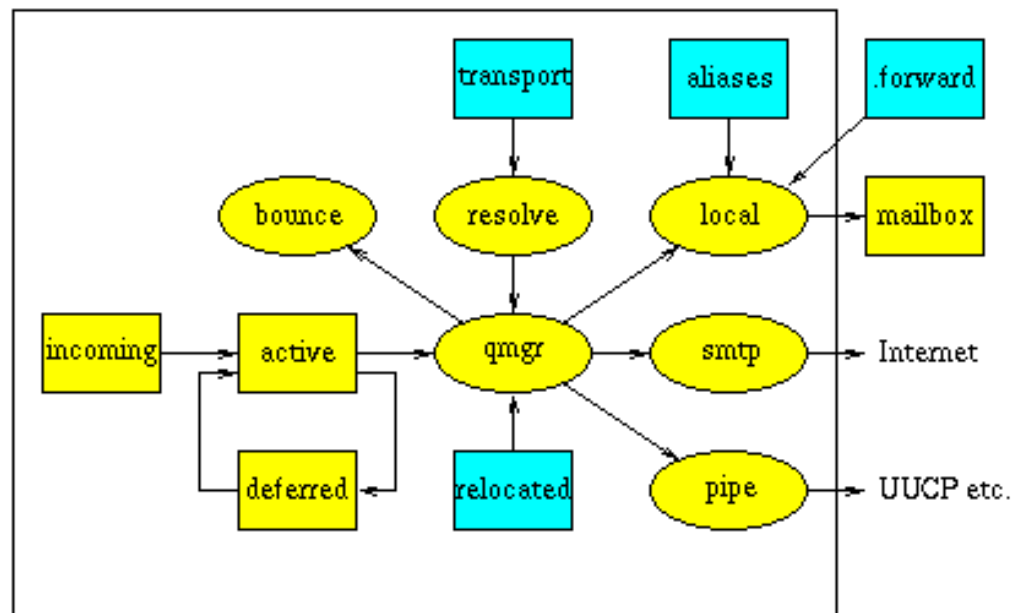 transport
aliases
.forward
bounce
resolve
local
mailbox
incoming
active
qmgr
smtp
Internet
deferred
relocated
pipe
UUCP etc.